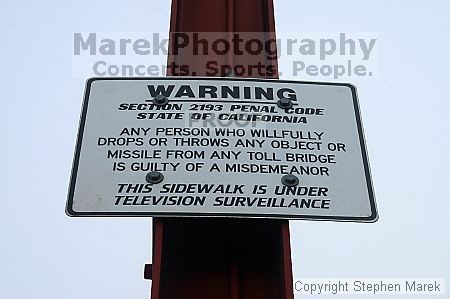 MarekPhotography
Concerts. Sports. People.
WARNING
SECTION 2193 PENAL CODE
STATE OF CALIFORNIA
PROOF
ANY PERSON WHO WILLFULLY
DROPS OR THROWS ANY OBJECT OR
MISSILE FROM ANY TOLL BRIDGE
IS GUILTY OF A MISDEMEANOR
THIS SIDEWALK IS UNDER
TELEVISION SURVEILLANCE
Copyright Stephen Marek